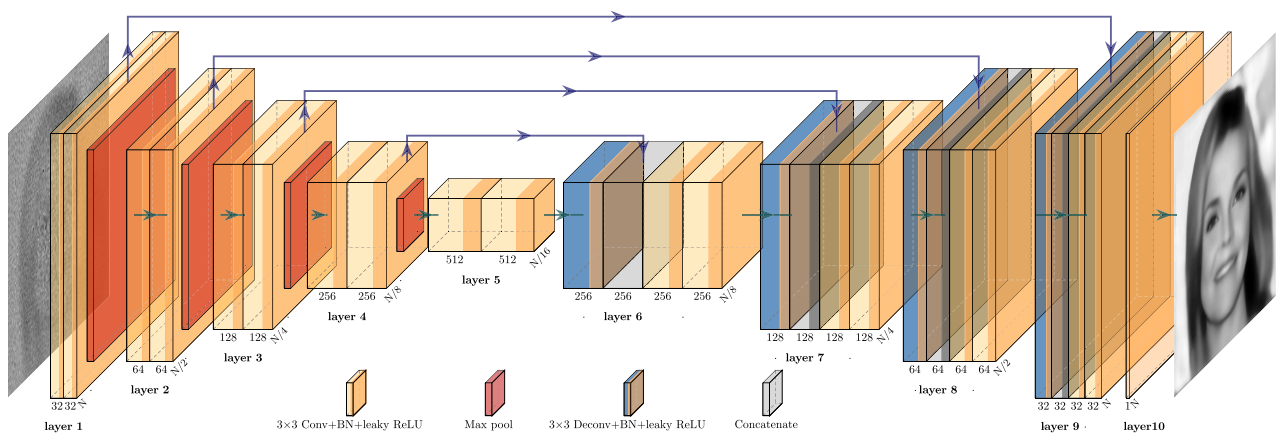 32 32 N
layer 1
64 64 N/2
layer 2
128 128 N/4
layer 3
256 256 N/8
layer 4
512 512 N/16
layer 5
256 256 256 256 N/8
layer 6
128 128 128 128 N/4
layer 7
64 64 64 64 N/2
layer 8
32 32 32 32 N
layer 9
1 N
layer10
3×3 Conv+BN+leaky ReLU
Max pool
3×3 Deconv+BN+leaky ReLU
Concatenate